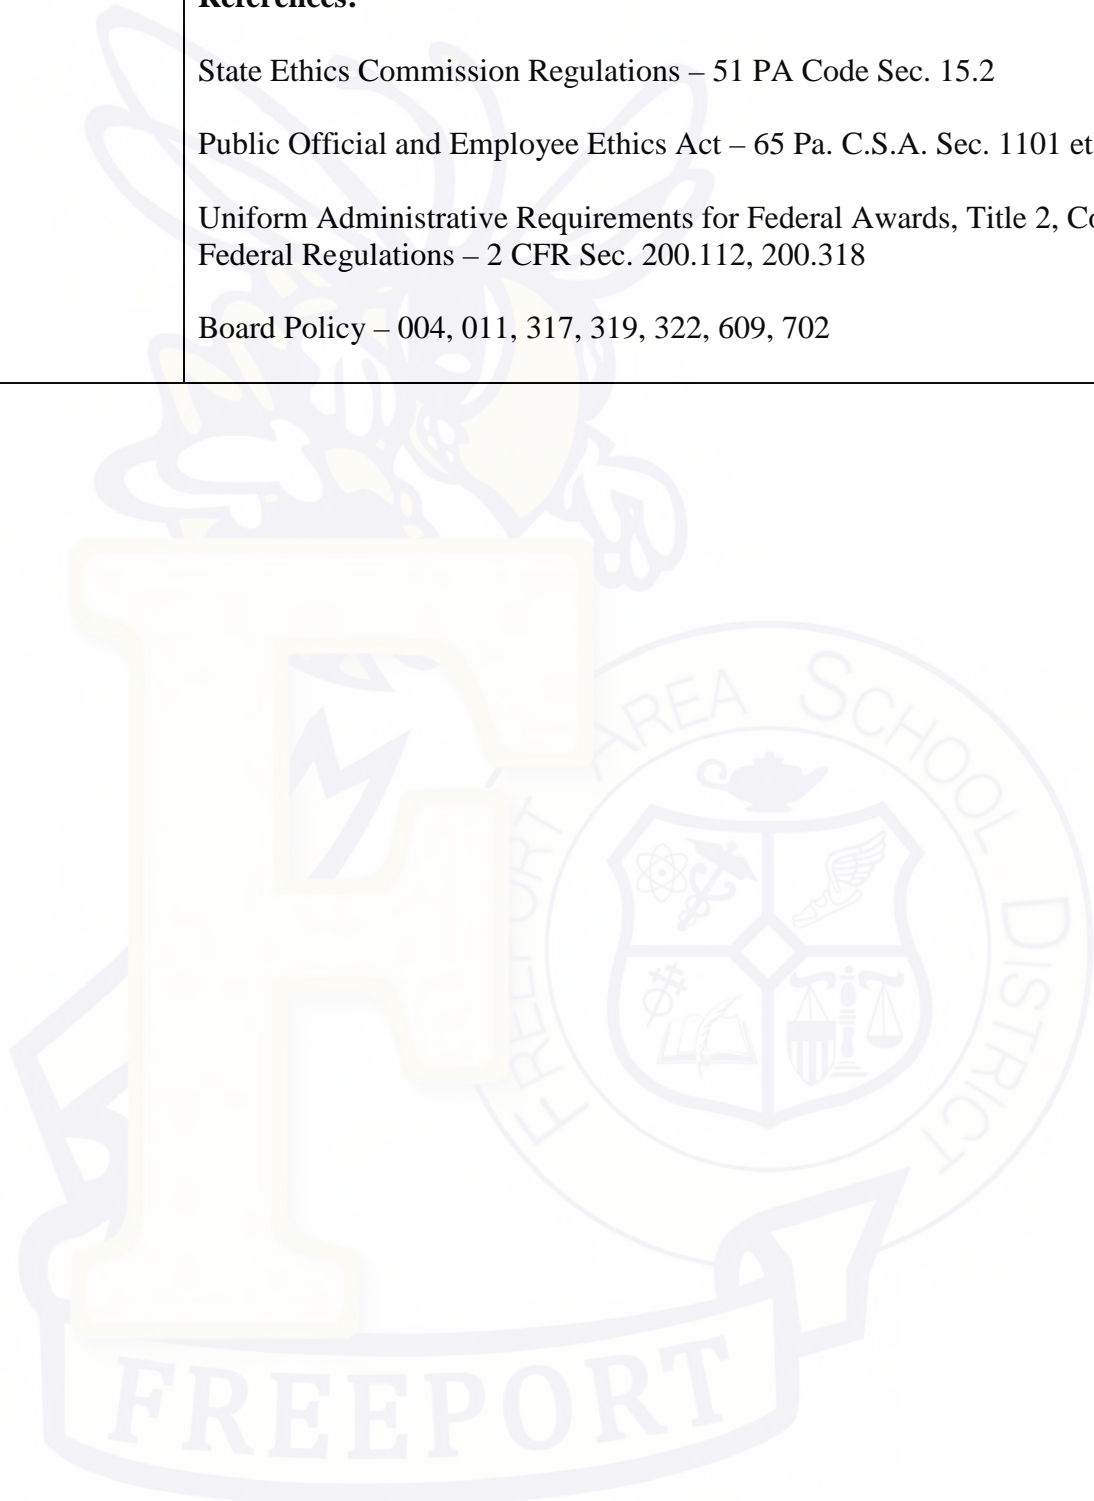 References:
State Ethics Commission Regulations – 51 PA Code Sec. 15.2
Public Official and Employee Ethics Act – 65 Pa. C.S.A. Sec. 1101 et
Uniform Administrative Requirements for Federal Awards, Title 2,
Federal Regulations – 2 CFR Sec. 200.112, 200.318
Board Policy – 004, 011, 317, 319, 322, 609, 702
FREEPORT AREA SCHOOL DISTRICT
FREEPORT